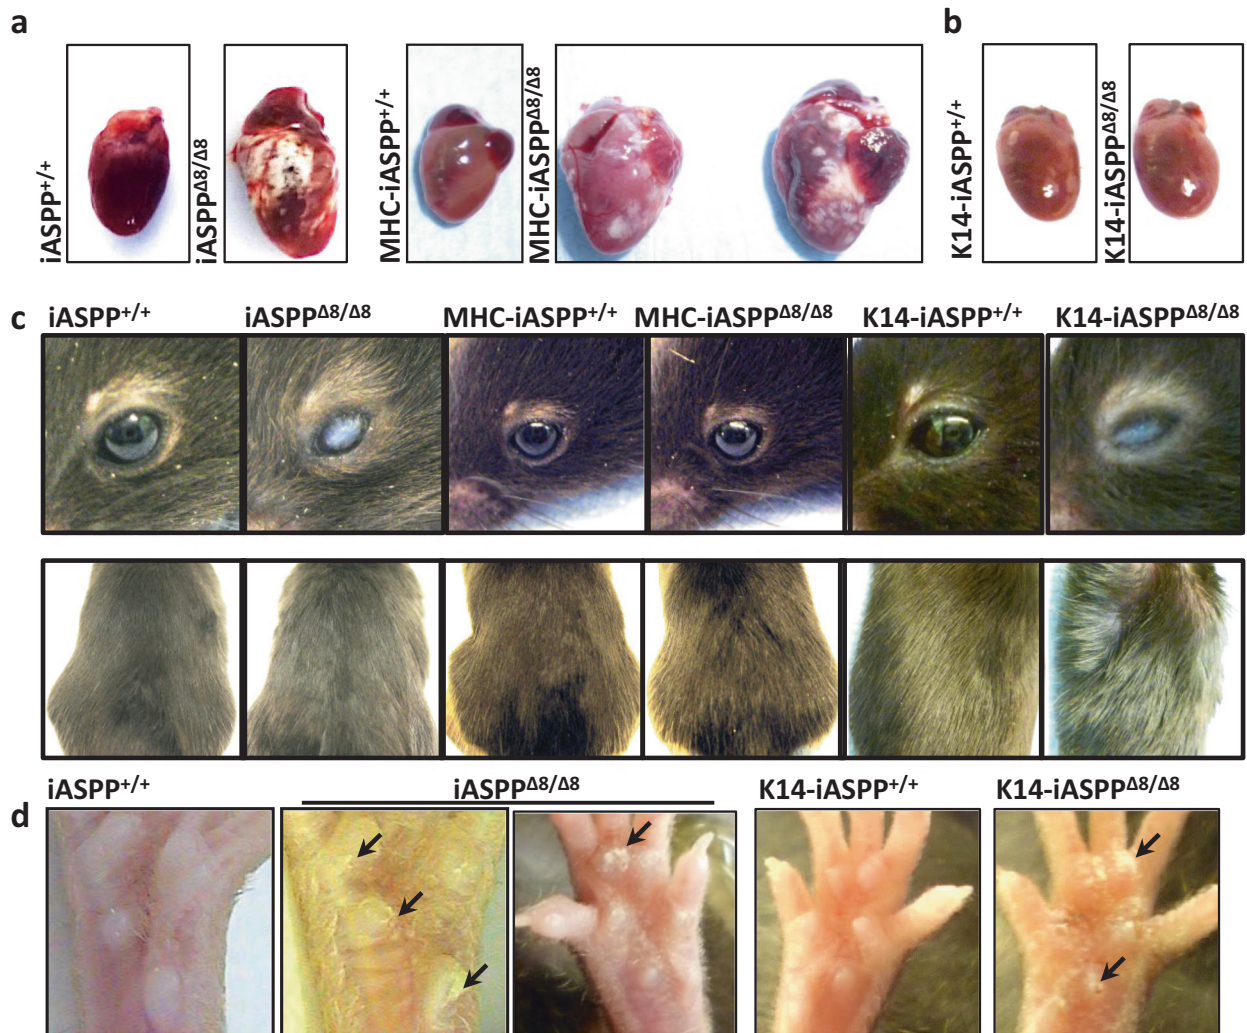 a
b
iASPP+/+
iASPPΔ8/Δ8
MHC-iASPP+/+
MHC-iASPPΔ8/Δ8
K14-iASPP+/+
K14-iASPPΔ8/Δ8
c
iASPP+/+ iASPPΔ8/Δ8 MHC-iASPP+/+ MHC-iASPPΔ8/Δ8 K14-iASPP+/+ K14-iASPPΔ8/Δ8
d
iASPP+/+ iASPPΔ8/Δ8 K14-iASPP+/+ K14-iASPPΔ8/Δ8